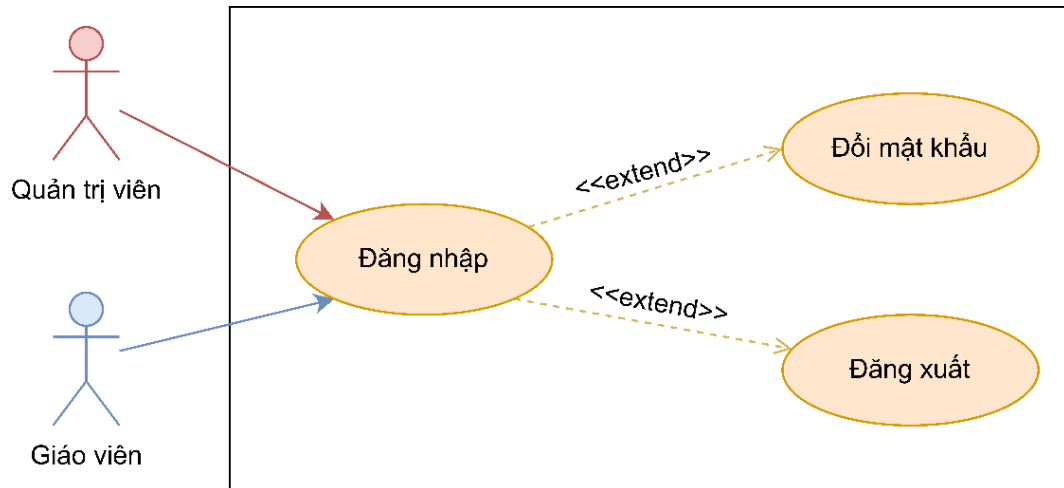 Quản trị viên
Giáo viên
Đăng nhập
<<extend>>
Đổi mật khẩu
<<extend>>
Đăng xuất